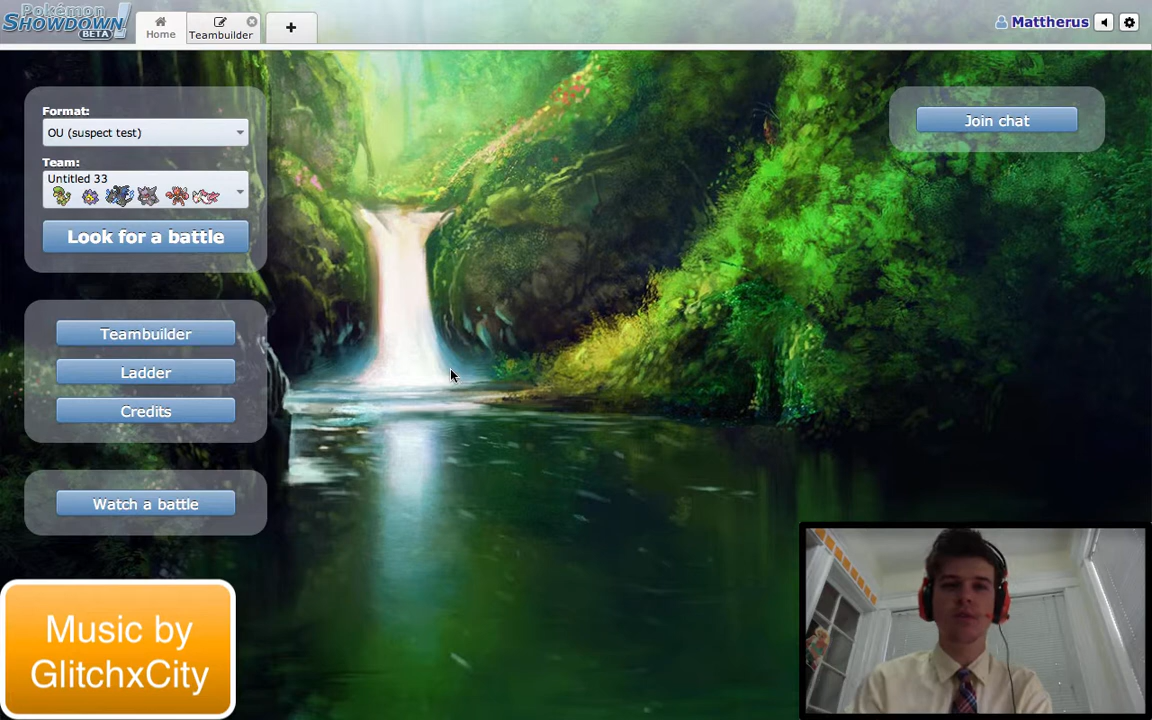 Pokémon
SHOWDOWN!
BETA
Home
Teambuilder
+
Mattherus
Format:
OU (suspect test)
Team:
Untitled 33
Look for a battle
Join chat
Teambuilder
Ladder
Credits
Watch a battle
Music by
GlitchxCity